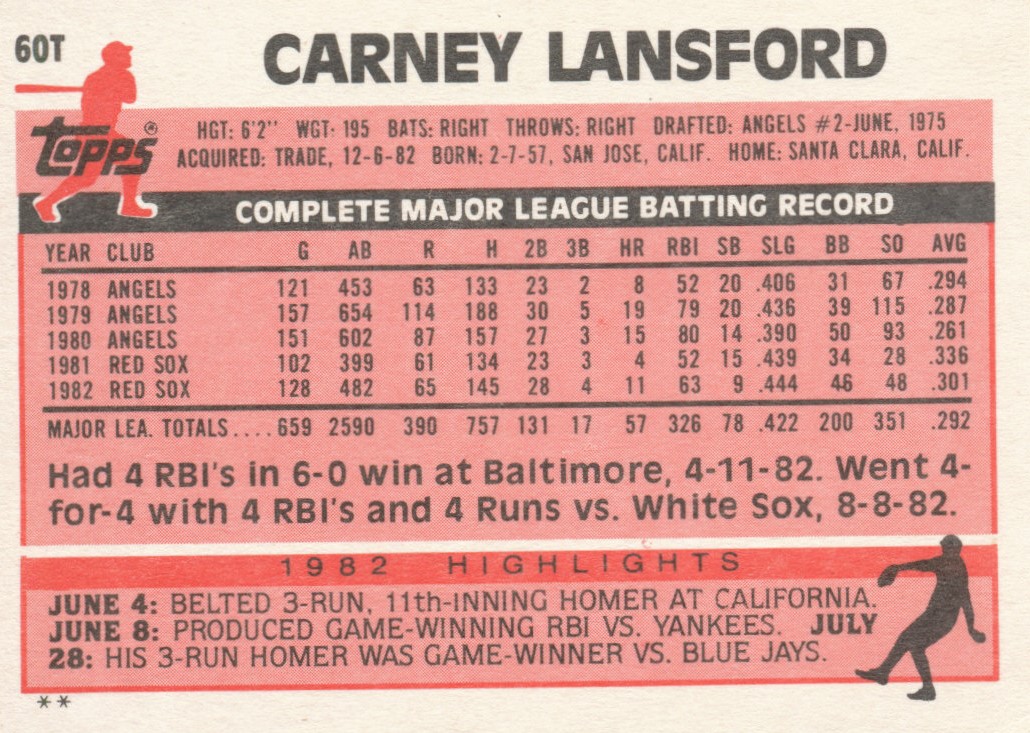 60T
CARNEY LANSFORD
topps®
HGT: 6'2" WGT: 195 BATS: RIGHT THROWS: RIGHT DRAFTED: ANGELS #2-JUNE, 1975
ACQUIRED: TRADE, 12-6-82 BORN: 2-7-57, SAN JOSE, CALIF. HOME: SANTA CLARA, CALIF.
COMPLETE MAJOR LEAGUE BATTING RECORD
YEAR CLUB G AB R H 2B 3B HR RBI SB SLG BB SO AVG
1978 ANGELS 121 453 63 133 23 2 8 52 20 .406 31 67 .294
1979 ANGELS 157 654 114 188 30 5 19 79 20 .436 39 115 .287
1980 ANGELS 151 602 87 157 27 3 15 80 14 .390 50 93 .261
1981 RED SOX 102 399 61 134 23 3 4 52 15 .439 34 28 .336
1982 RED SOX 128 482 65 145 28 4 11 63 9 .444 46 48 .301
MAJOR LEA. TOTALS....659 2590 390 757 131 17 57 326 78 .422 200 351 .292
Had 4 RBI's in 6-0 win at Baltimore, 4-11-82. Went 4-
for-4 with 4 RBI's and 4 Runs vs. White Sox, 8-8-82.
1982 HIGHLIGHTS
JUNE 4: BELTED 3-RUN, 11th-INNING HOMER AT CALIFORNIA.
JUNE 8: PRODUCED GAME-WINNING RBI VS. YANKEES. JULY
28: HIS 3-RUN HOMER WAS GAME-WINNER VS. BLUE JAYS.
**